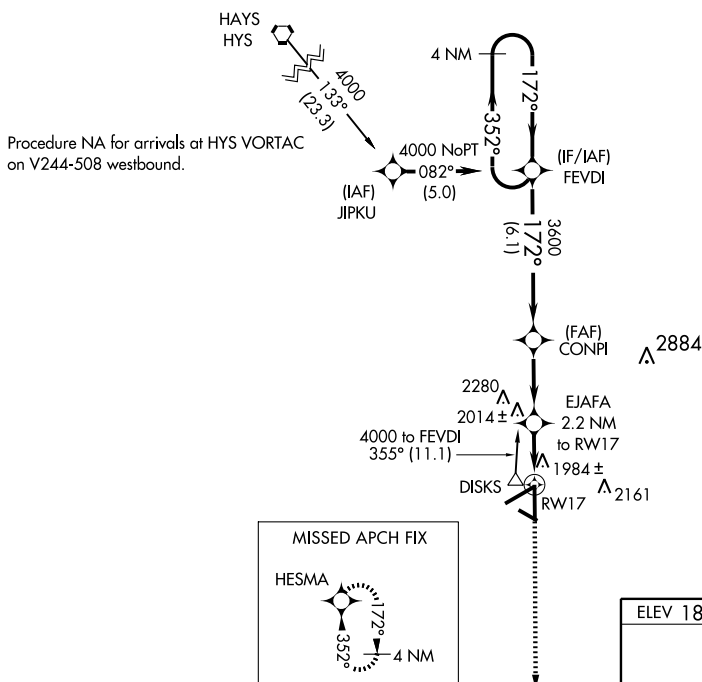 HAYS
HYS
4 NM
4000
133°
(23.3)
172°
352°
Procedure NA for arrivals at HYS VORTAC
on V244-508 westbound.
4000 NoPT
082°
(5.0)
(IAF)
JIPKU
(IF/IAF)
FEVDI
3600
172°
(6.1)
(FAF)
CONPI
2884
2280
2014 ±
EJAFA
2.2 NM
to RW17
4000 to FEVDI
355° (11.1)
1984 ±
DISKS
2161
RW17
MISSED APCH FIX
HESMA
172°
352°
4 NM
ELEV 18